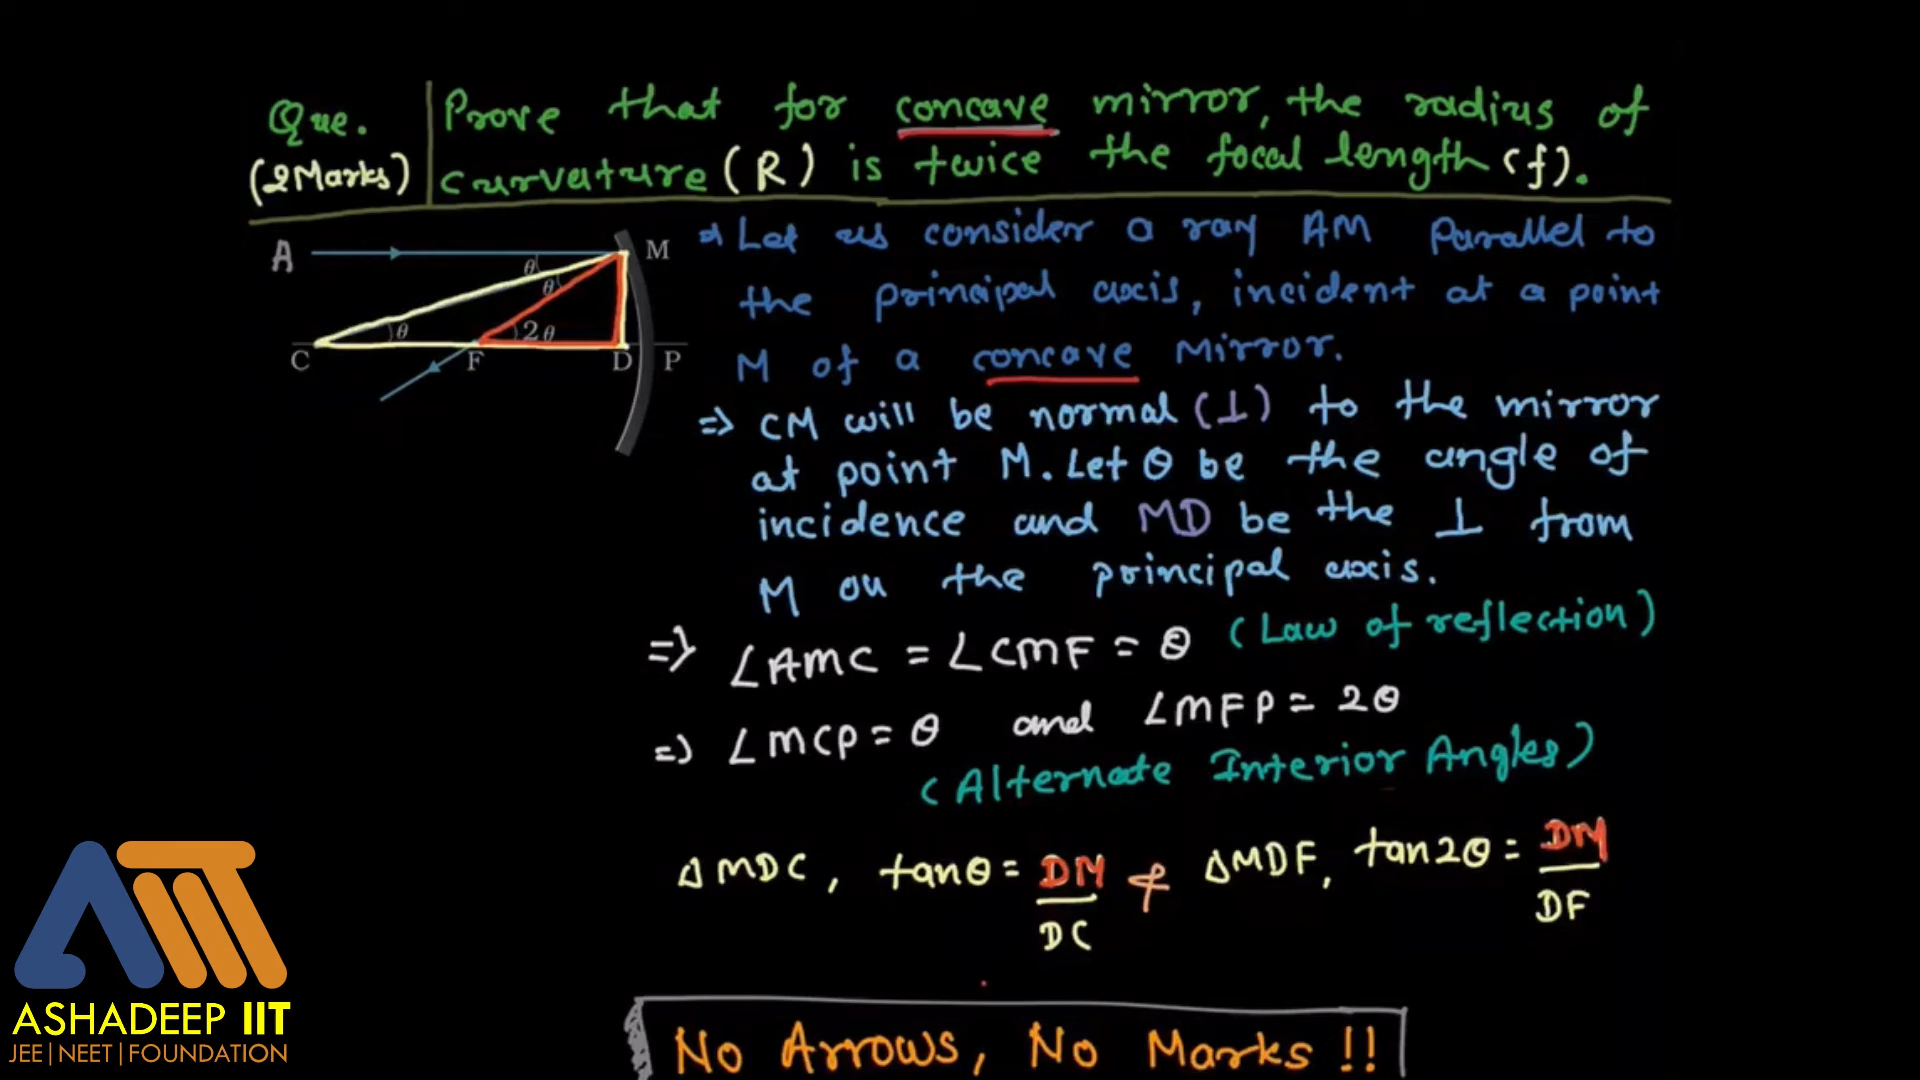 Que. Prove that for concave mirror, the radius of
(2Marks) curvature (R) is twice the focal length (f).
A M
θ
θ
θ 2θ
C F D P
⇒ Let us consider a ray AM Parallel to
the principal axis, incident at a point
M of a concave Mirror.
⇒ CM will be normal (⊥) to the mirror
at point M. Let θ be the angle of
incidence and MD be the ⊥ from
M on the principal axis.
⇒ ∠AMC = ∠CMF = θ (Law of reflection)
⇒ ∠MCP = θ and ∠MFP = 2θ
(Alternate Interior Angles)
ΔMDC, tanθ = DM/DC & ΔMDF, tan2θ = DM/DF
No Arrows, No Marks !!
ASHADEEP IIT
JEE|NEET|FOUNDATION